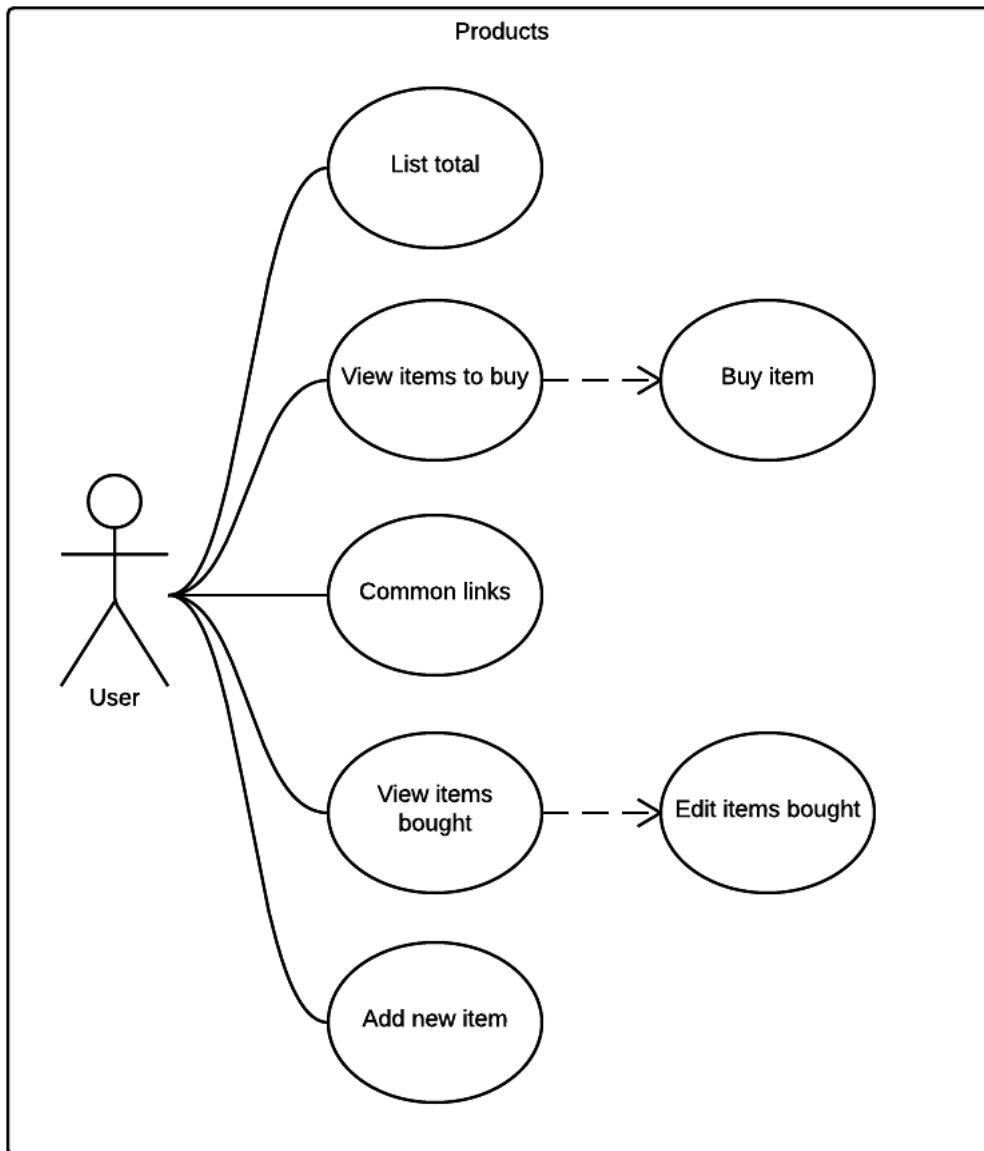 Products
List total
View items to buy
Buy item
Common links
User
View items
bought
Edit items bought
Add new item